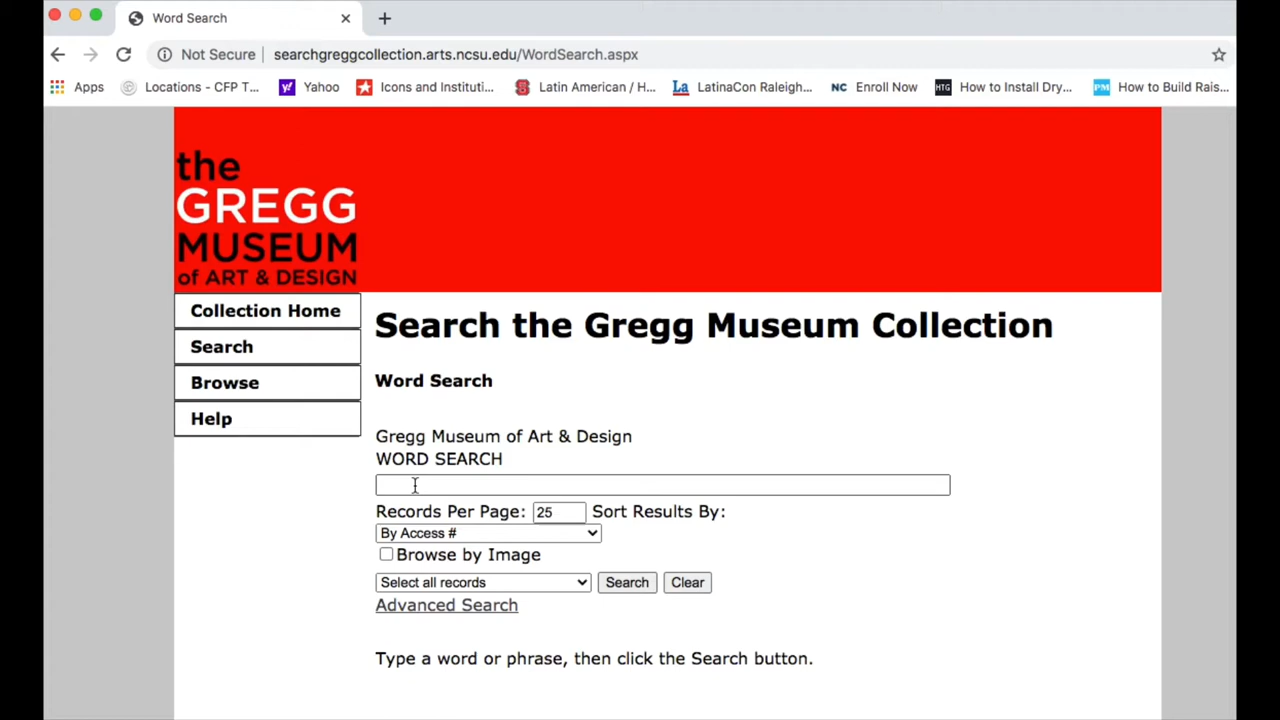 Word Search
Not Secure searchgreggcollection.arts.ncsu.edu/WordSearch.aspx
Apps Locations - CFP T... Yahoo Icons and Instituti... Latin American / H... LatinaCon Raleigh... Enroll Now How to Install Dry... How to Build Rais...
the
GREGG
MUSEUM
of ART & DESIGN
Collection Home
Search
Browse
Help
Search the Gregg Museum Collection
Word Search
Gregg Museum of Art & Design
WORD SEARCH
Records Per Page: 25 Sort Results By:
By Access #
Browse by Image
Select all records Search Clear
Advanced Search
Type a word or phrase, then click the Search button.